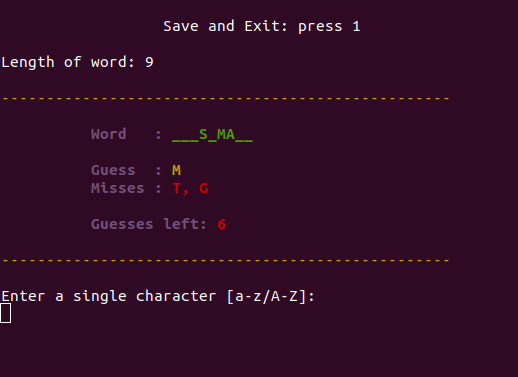 Save and Exit: press 1
Length of word: 9
--------------------------------------------------
Word : ___S_MA__
Guess : M
Misses : T, G
Guesses left: 6
--------------------------------------------------
Enter a single character [a-z/A-Z]: